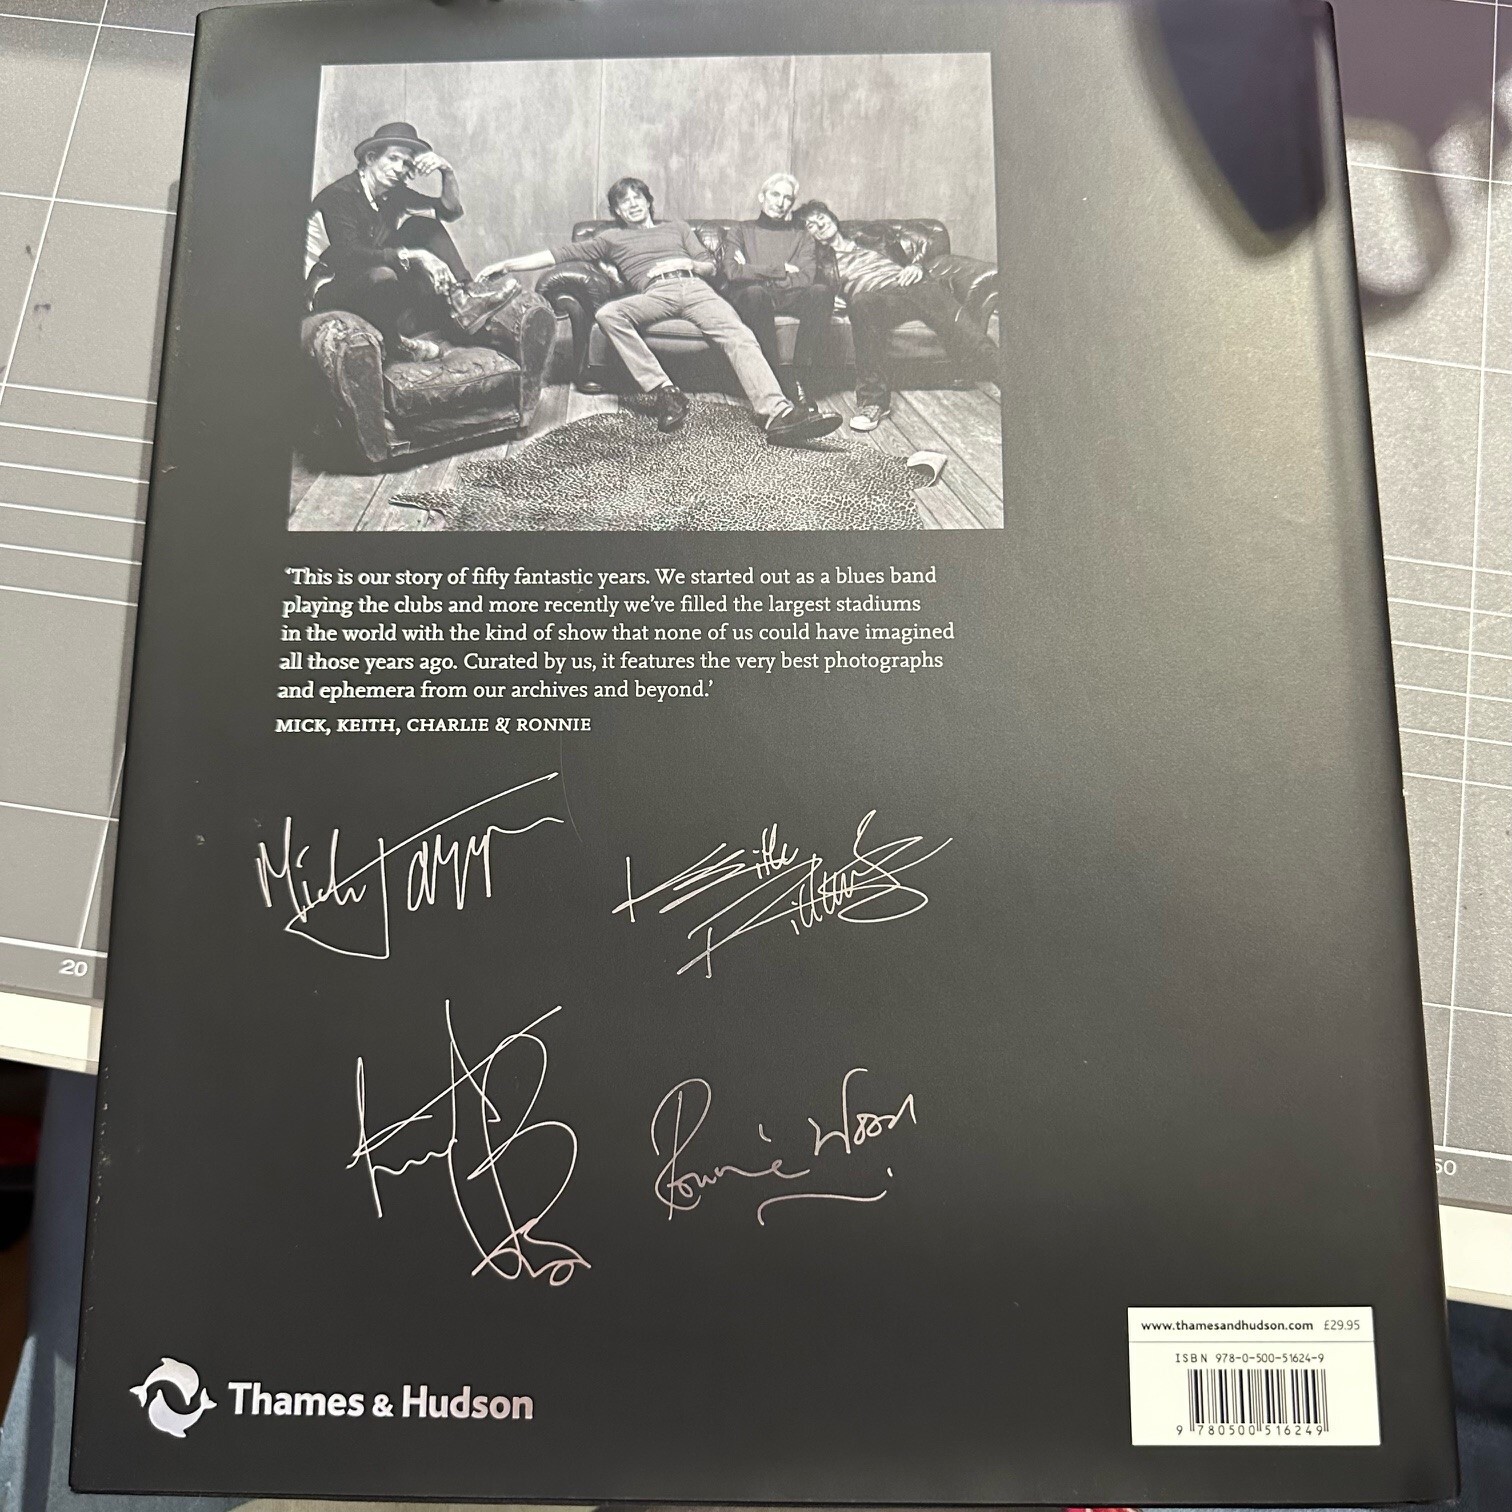 ‘This is our story of fifty fantastic years. We started out as a blues band
playing the clubs and more recently we’ve filled the largest stadiums
in the world with the kind of show that none of us could have imagined
all those years ago. Curated by us, it features the very best photographs
and ephemera from our archives and beyond.’
MICK, KEITH, CHARLIE & RONNIE
Mick Jagger
Keith Richards
Ronnie Wood
20
50
www.thamesandhudson.com £29.95
ISBN 978-0-500-51624-9
9 780500 516249
Thames & Hudson